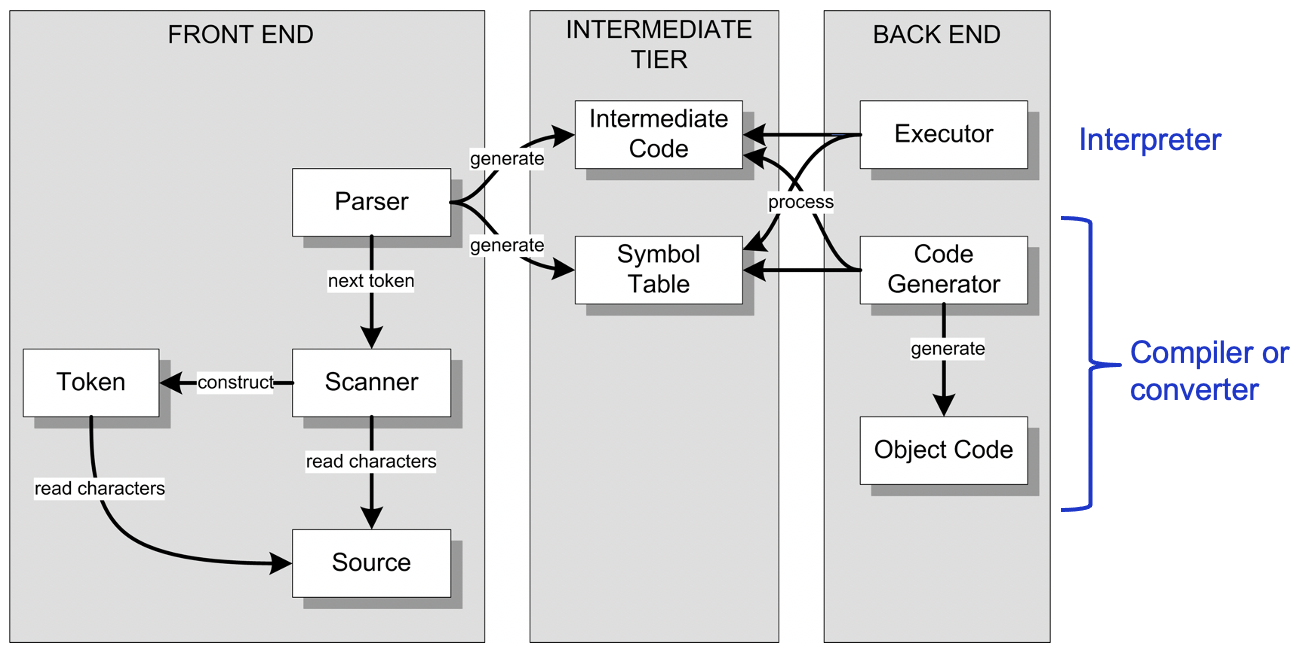 FRONT END
INTERMEDIATE
TIER
BACK END
Intermediate
Code
Executor
Interpreter
generate
Parser
process
generate
Symbol
Table
Code
Generator
next token
generate
Compiler or
converter
Token
construct
Scanner
Object Code
read characters
read characters
Source